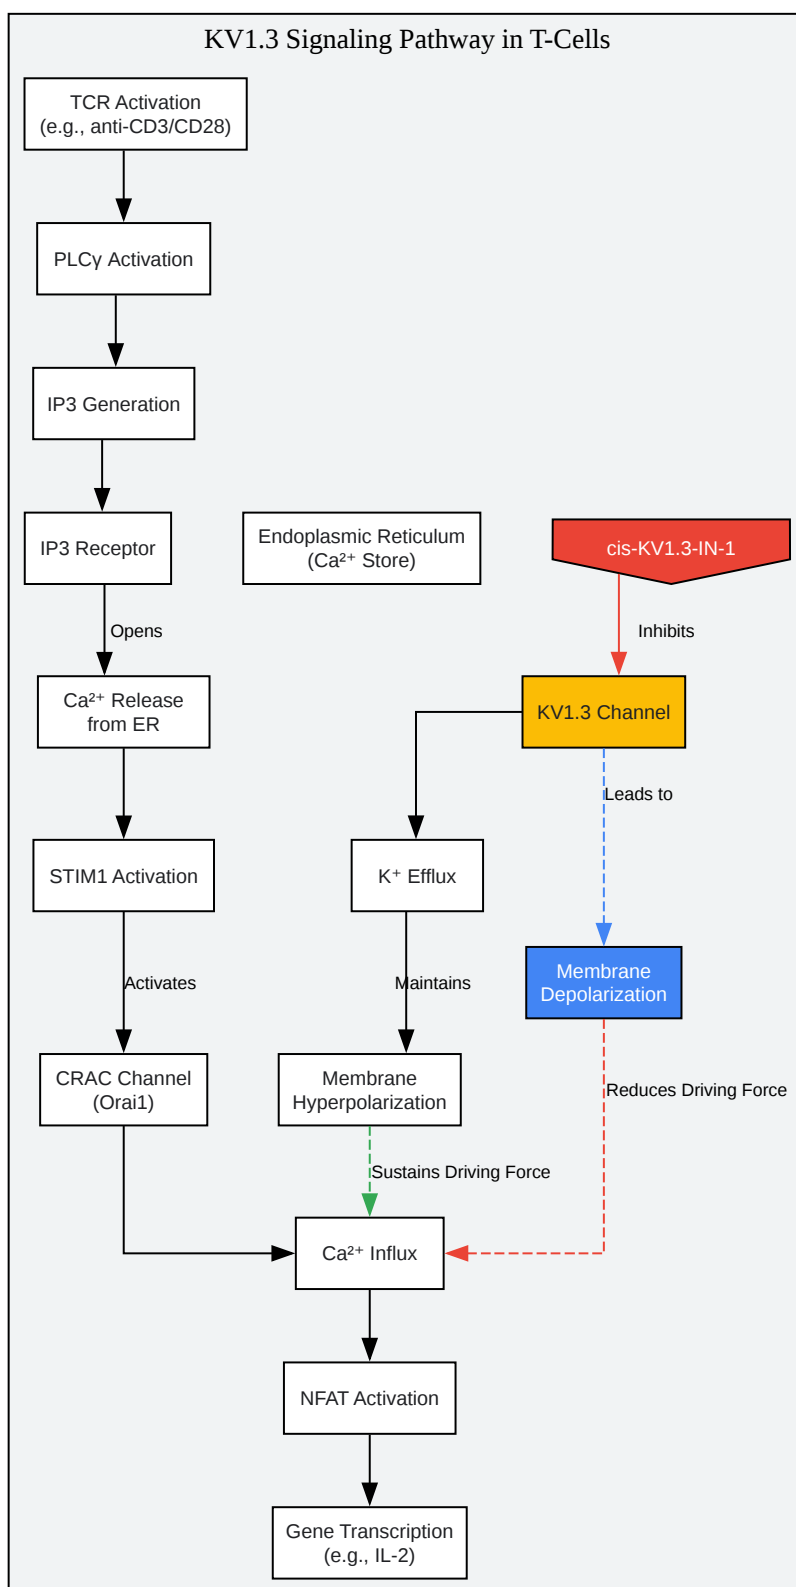 KV1.3 Signaling Pathway in T-Cells
TCR Activation
(e.g., anti-CD3/CD28)
PLCγ Activation
IP3 Generation
IP3 Receptor
Endoplasmic Reticulum
(Ca²⁺ Store)
cis-KV1.3-IN-1
Opens
Inhibits
Ca²⁺ Release
from ER
KV1.3 Channel
Leads to
STIM1 Activation
K⁺ Efflux
Activates
Maintains
Membrane
Depolarization
CRAC Channel
(Orai1)
Membrane
Hyperpolarization
Reduces Driving Force
Sustains Driving Force
Ca²⁺ Influx
NFAT Activation
Gene Transcription
(e.g., IL-2)